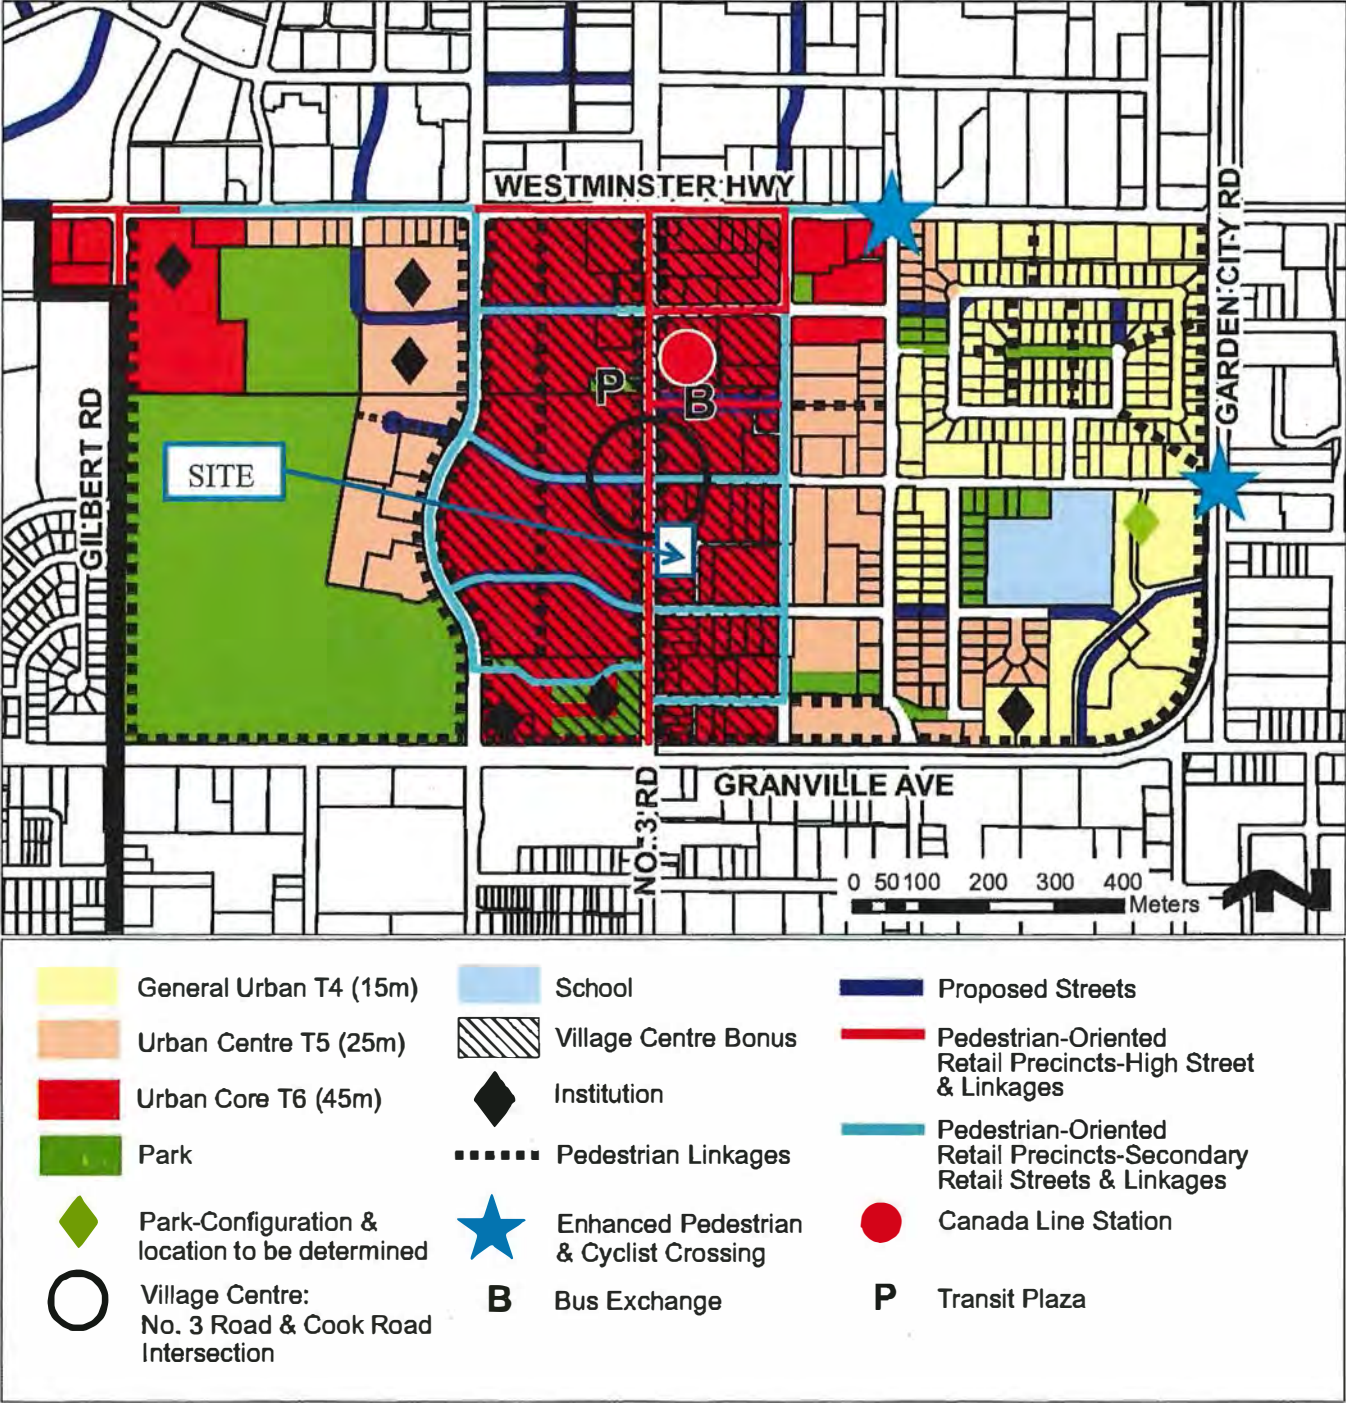 WESTMINSTER HWY
GARDEN CITY RD
P
B
GILBERT RD
SITE
NO. 3 RD
GRANVILLE AVE
0 50 100 200 300 400
Meters
General Urban T4 (15m)
Urban Centre T5 (25m)
Urban Core T6 (45m)
Park
Park-Configuration &
location to be determined
Village Centre:
No. 3 Road & Cook Road
Intersection
School
Village Centre Bonus
Institution
Pedestrian Linkages
Enhanced Pedestrian
& Cyclist Crossing
B Bus Exchange
Proposed Streets
Pedestrian-Oriented
Retail Precincts-High Street
& Linkages
Pedestrian-Oriented
Retail Precincts-Secondary
Retail Streets & Linkages
Canada Line Station
P Transit Plaza